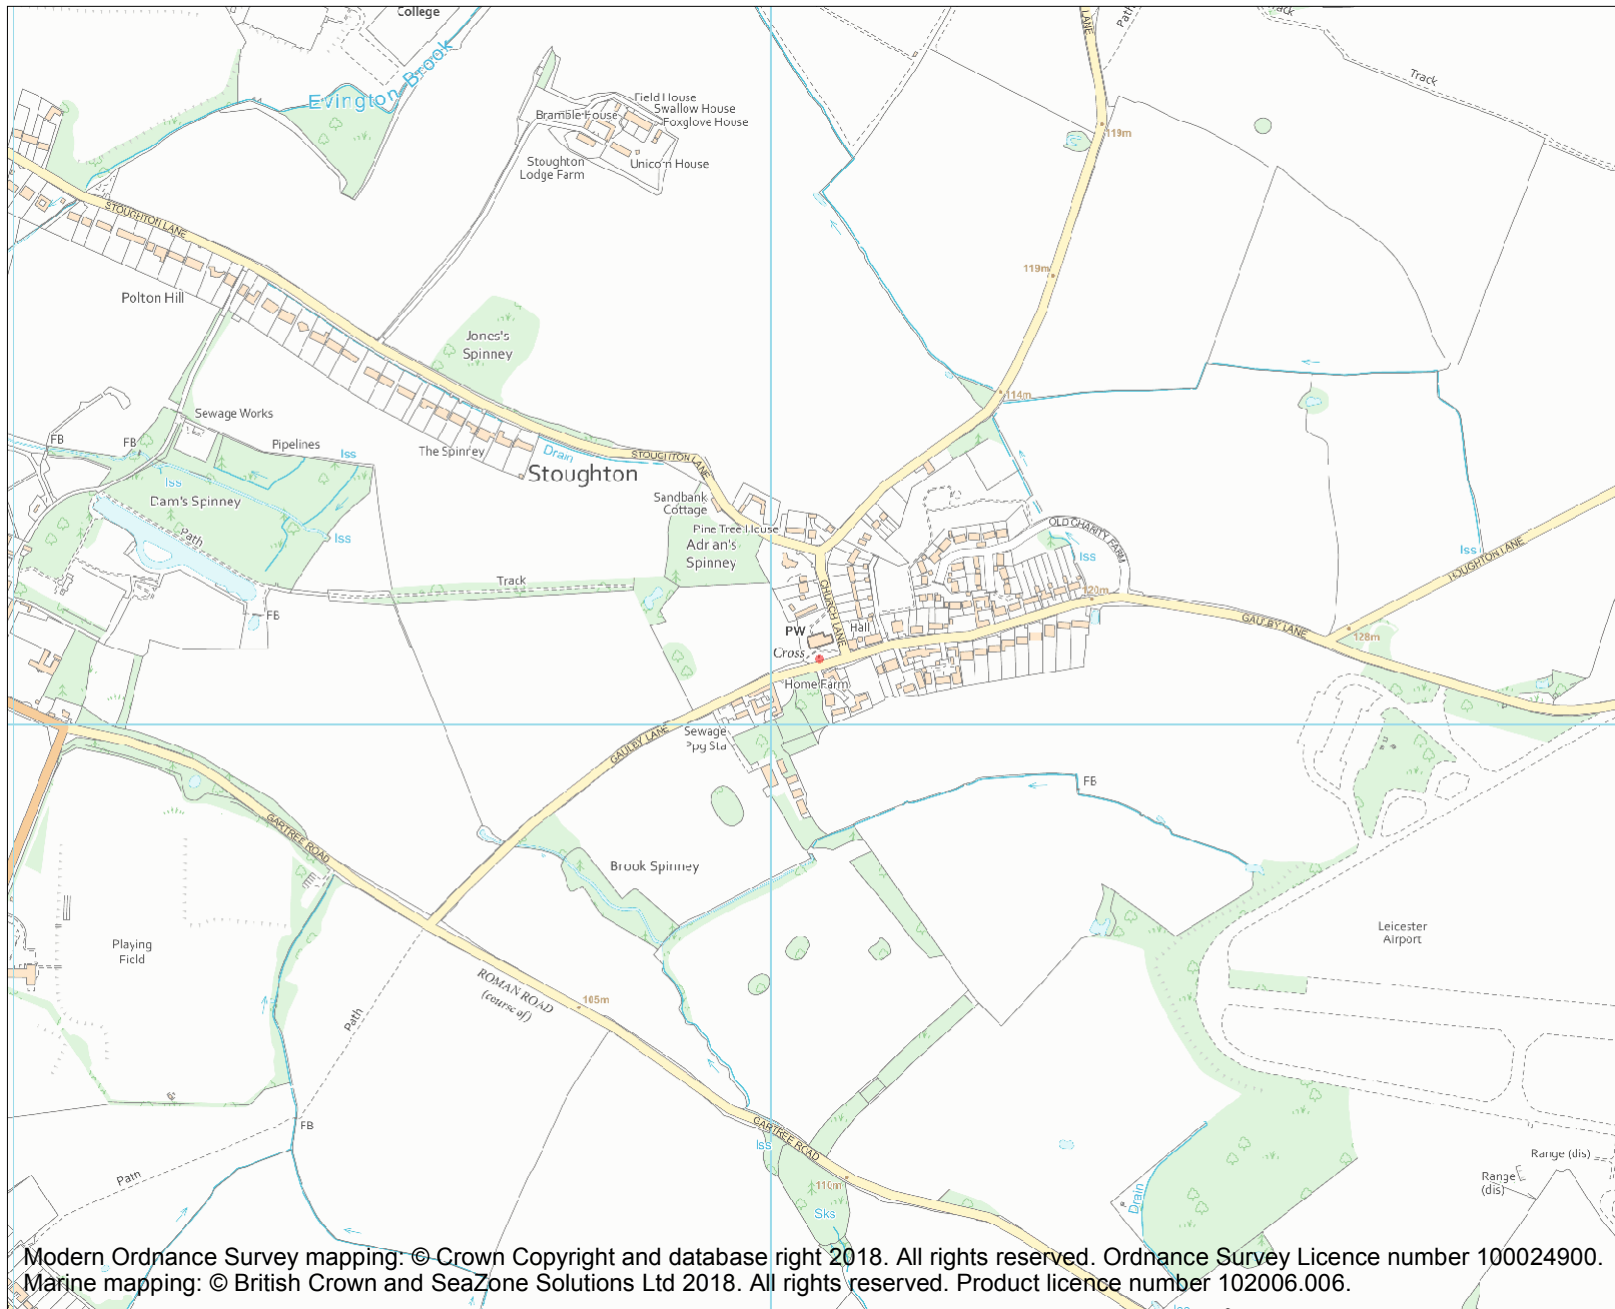 College
LANE
Path
Track
Track
Evington Brook
Field House
Swallow House
Foxglove House
Bramble House
Stoughton
Lodge Farm
Unicorn House
119m
STOUGHTON LANE
119m
Polton Hill
Jones's
Spinney
114m
Sewage Works
FB
FB
Pipelines
Iss
The Spinney
Drain
STOUGHTON LANE
Stoughton
Iss
Dam's Spinney
Path
Iss
Sandbank
Cottage
Pine Tree House
Adrian's
Spinney
OLD CHARITY FARM
Iss
Iss
HOUGHTON LANE
Track
FB
CHURCH LANE
120m
GAULBY LANE
128m
PW
Hall
Cross
Home Farm
GAULBY LANE
Sewage
Ppg Sta
FB
GARTREE ROAD
Brook Spinney
Playing
Field
Leicester
Airport
ROMAN ROAD
(course of)
105m
Path
FB
Path
GARTREE ROAD
Iss
110m
Sks
Drain
Range (dis)
Range
(dis)
Modern Ordnance Survey mapping: © Crown Copyright and database right 2018. All rights reserved. Ordnance Survey Licence number 100024900.
Marine mapping: © British Crown and SeaZone Solutions Ltd 2018. All rights reserved. Product licence number 102006.006.
Iss